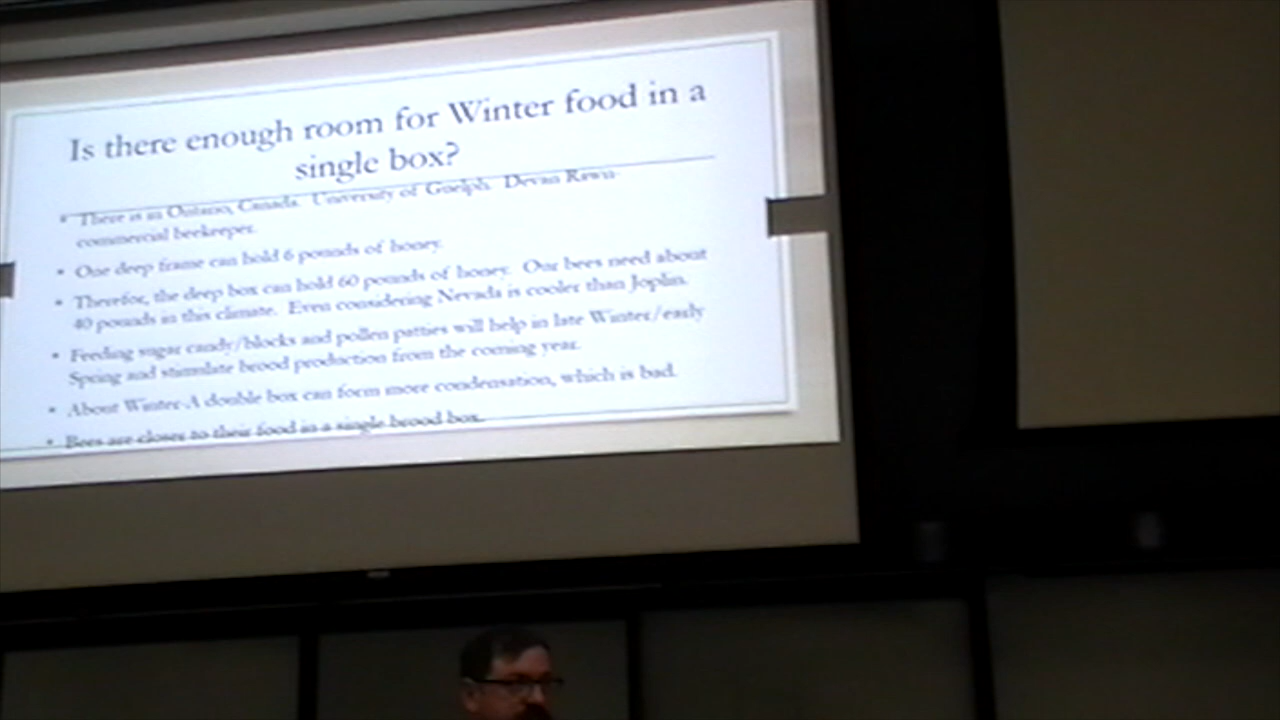 Is there enough room for Winter food in a
single box?
• There is in Ontario, Canada. University of Guelph. Devan Rawn-
commercial beekeeper.
• One deep frame can hold 6 pounds of honey.
• Therefor, the deep box can hold 60 pounds of honey. Our bees need about
40 pounds in this climate. Even considering Nevada is cooler than Joplin.
• Feeding sugar candy/blocks and pollen patties will help in late Winter/early
Spring and stimulate brood production from the coming year.
• About Winter-A double box can form more condensation, which is bad.
• Bees are closer to their food in a single brood box.